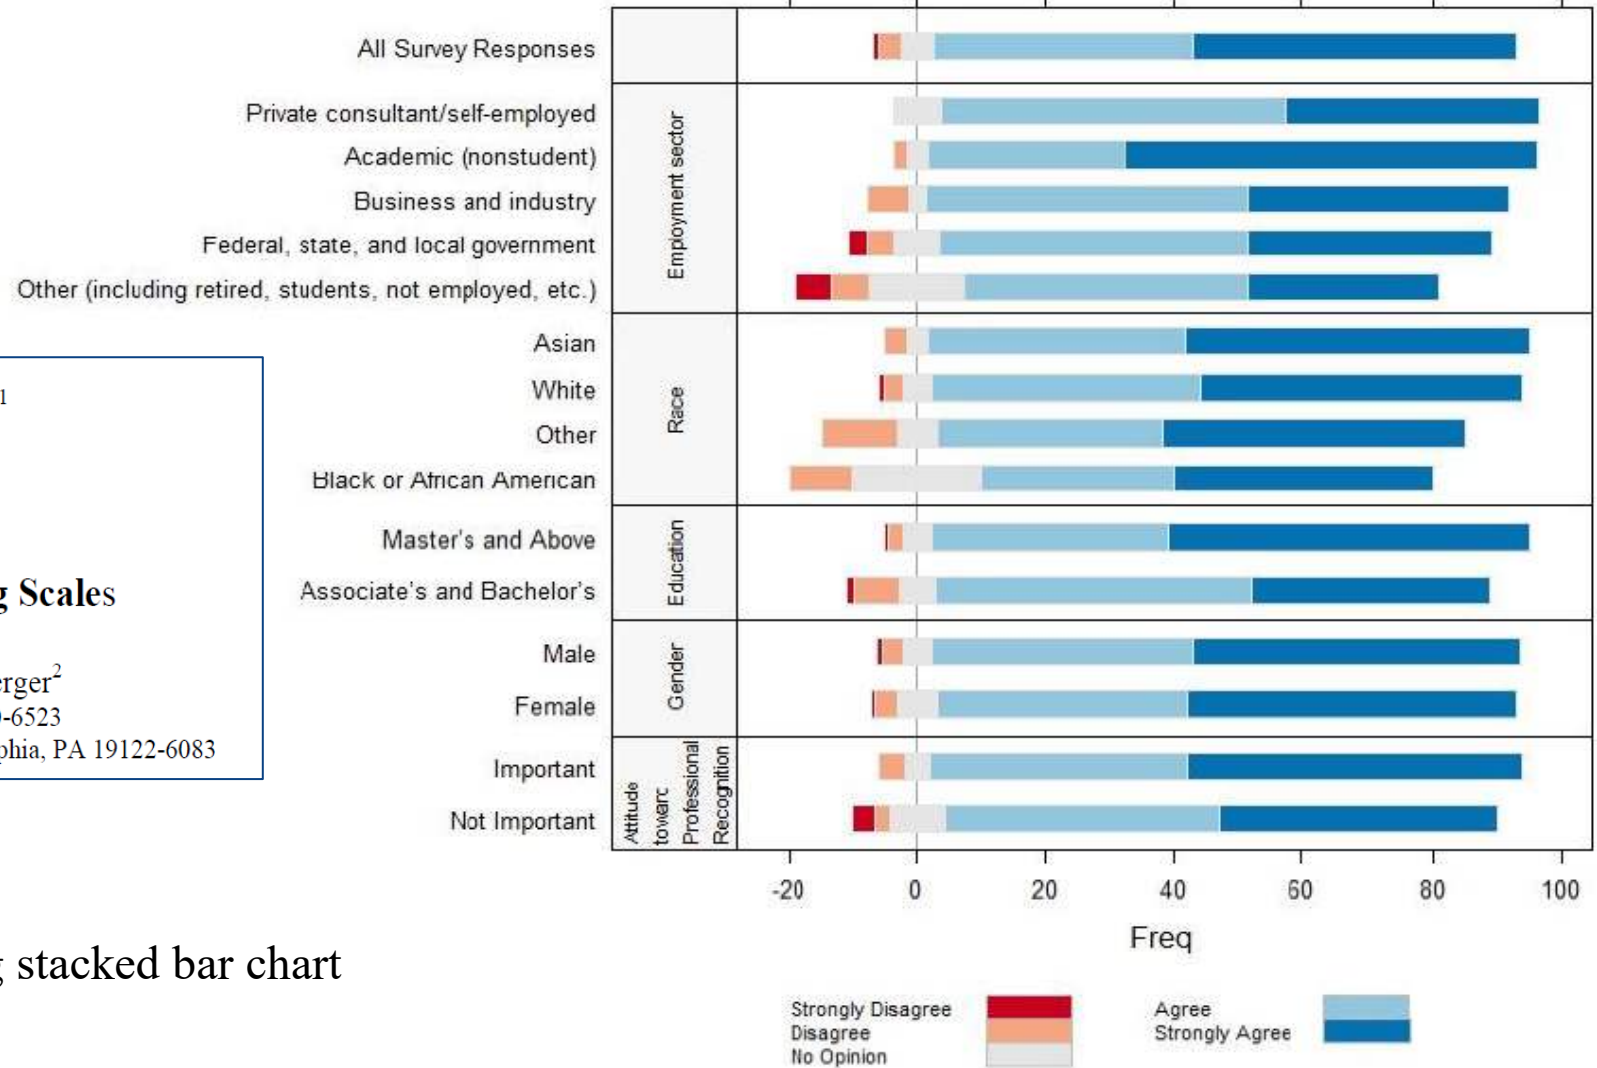 All Survey Responses
Private consultant/self-employed
Academic (nonstudent)
Business and industry
Federal, state, and local government
Other (including retired, students, not employed, etc.)
Employment sector
Asian
White
Other
Black or African American
Race
Master's and Above
Associate's and Bachelor's
Education
Male
Female
Gender
Important
Not Important
Attitude
toward
Professional
Recognition
-20 0 20 40 60 80 100
Freq
Strongly Disagree
Disagree
No Opinion
Agree
Strongly Agree
1
g Scales
erger2
-6523
phia, PA 19122-6083
stacked bar chart